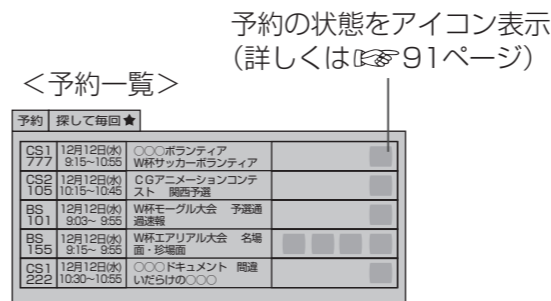 予約の状態をアイコン表示
(詳しくは☞91ページ)
<予約一覧>
予約 探して毎回★
CS1 777 12月12日(水) 9:15~10:55 ○○○ボランティア W杯サッカーボランティア
CS2 105 12月12日(水) 10:15~10:45 CGアニメーションコンテスト 関西予選
BS 101 12月12日(水) 9:03~ 9:55 W杯モーグル大会 予選通過速報
BS 155 12月12日(水) 9:15~ 9:55 W杯エアリアル大会 名場面・珍場面
CS1 222 12月12日(水) 10:30~10:55 ○○○ドキュメント 間違いだらけの○○○